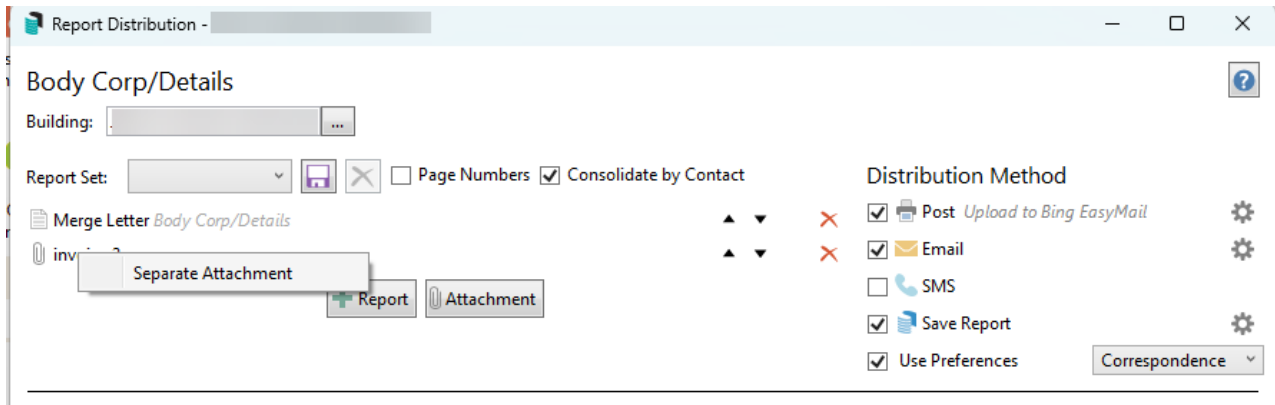 Report Distribution -
Body Corp/Details
Building:
...
Report Set:
Page Numbers
Consolidate by Contact
Merge Letter Body Corp/Details
Separate Attachment
Report
Attachment
Distribution Method
Post Upload to Bing EasyMail
Email
SMS
Save Report
Use Preferences
Correspondence